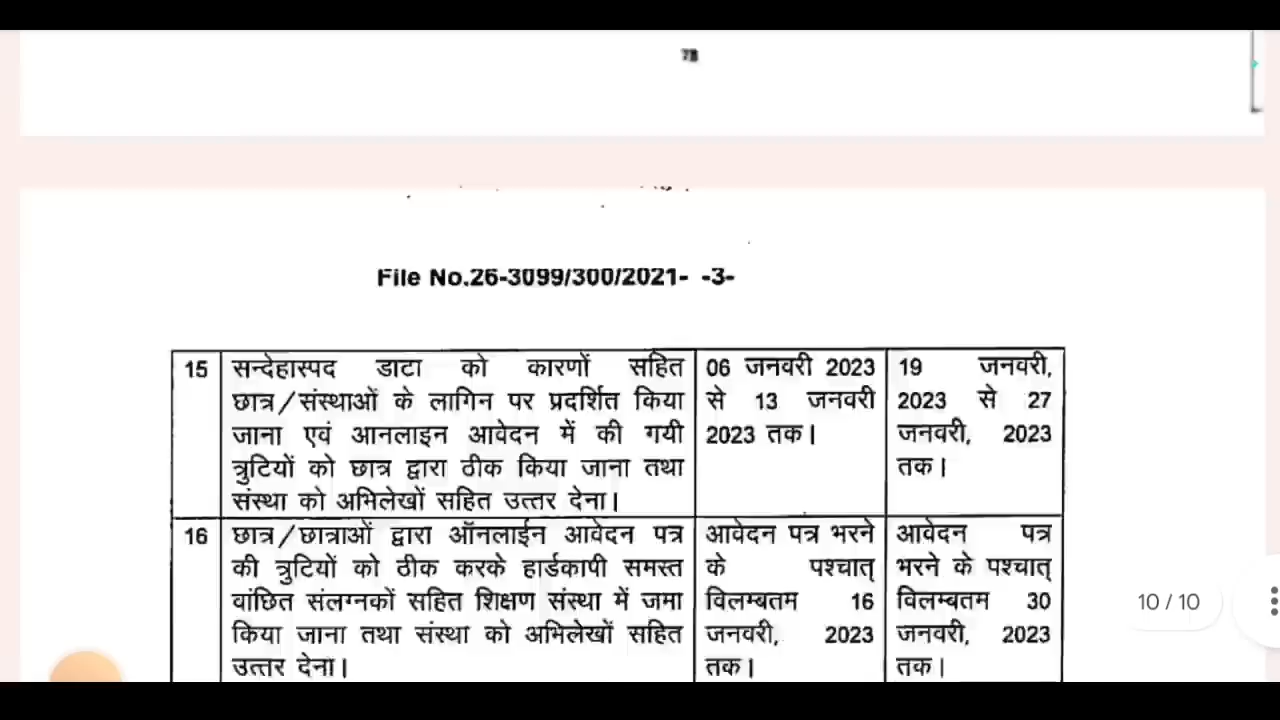 78
File No.26-3099/300/2021- -3-
15
सन्देहास्पद डाटा को कारणों सहित
छात्र/संस्थाओं के लागिन पर प्रदर्शित किया
जाना एवं आनलाइन आवेदन में की गयी
त्रुटियों को छात्र द्वारा ठीक किया जाना तथा
संस्था को अभिलेखों सहित उत्तर देना।
06 जनवरी 2023
से 13 जनवरी
2023 तक।
19 जनवरी,
2023 से 27
जनवरी, 2023
तक।
16
छात्र/छात्राओं द्वारा ऑनलाईन आवेदन पत्र
की त्रुटियों को ठीक करके हार्डकापी समस्त
वांछित संलग्नकों सहित शिक्षण संस्था में जमा
किया जाना तथा संस्था को अभिलेखों सहित
उत्तर देना।
आवेदन पत्र भरने
के पश्चात्
विलम्बतम 16
जनवरी, 2023
तक।
आवेदन पत्र
भरने के पश्चात्
विलम्बतम 30
जनवरी, 2023
तक।
10 / 10